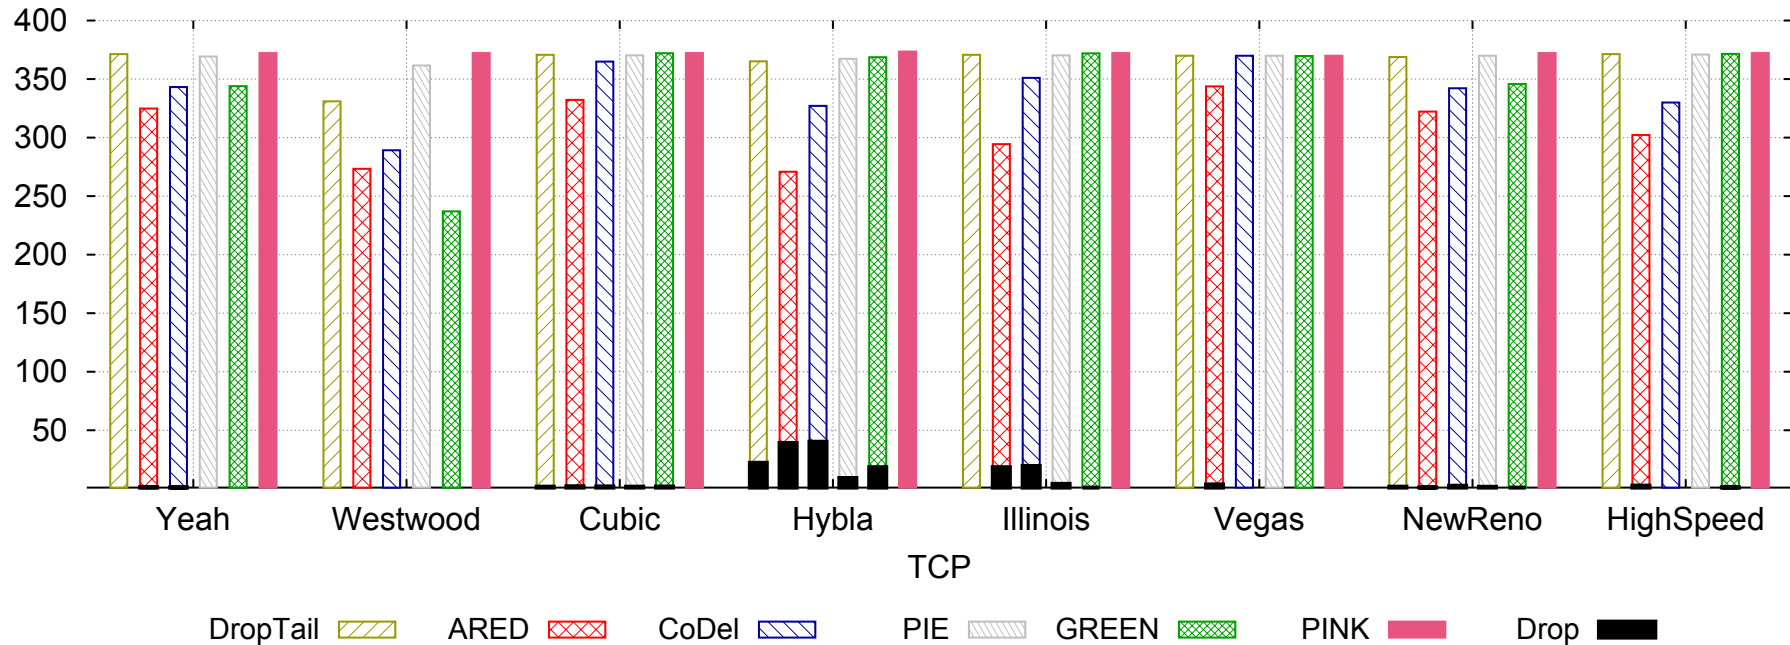 400
350
300
250
200
150
100
50
Yeah Westwood Cubic Hybla Illinois Vegas NewReno HighSpeed
TCP
DropTail ARED CoDel PIE GREEN PINK Drop